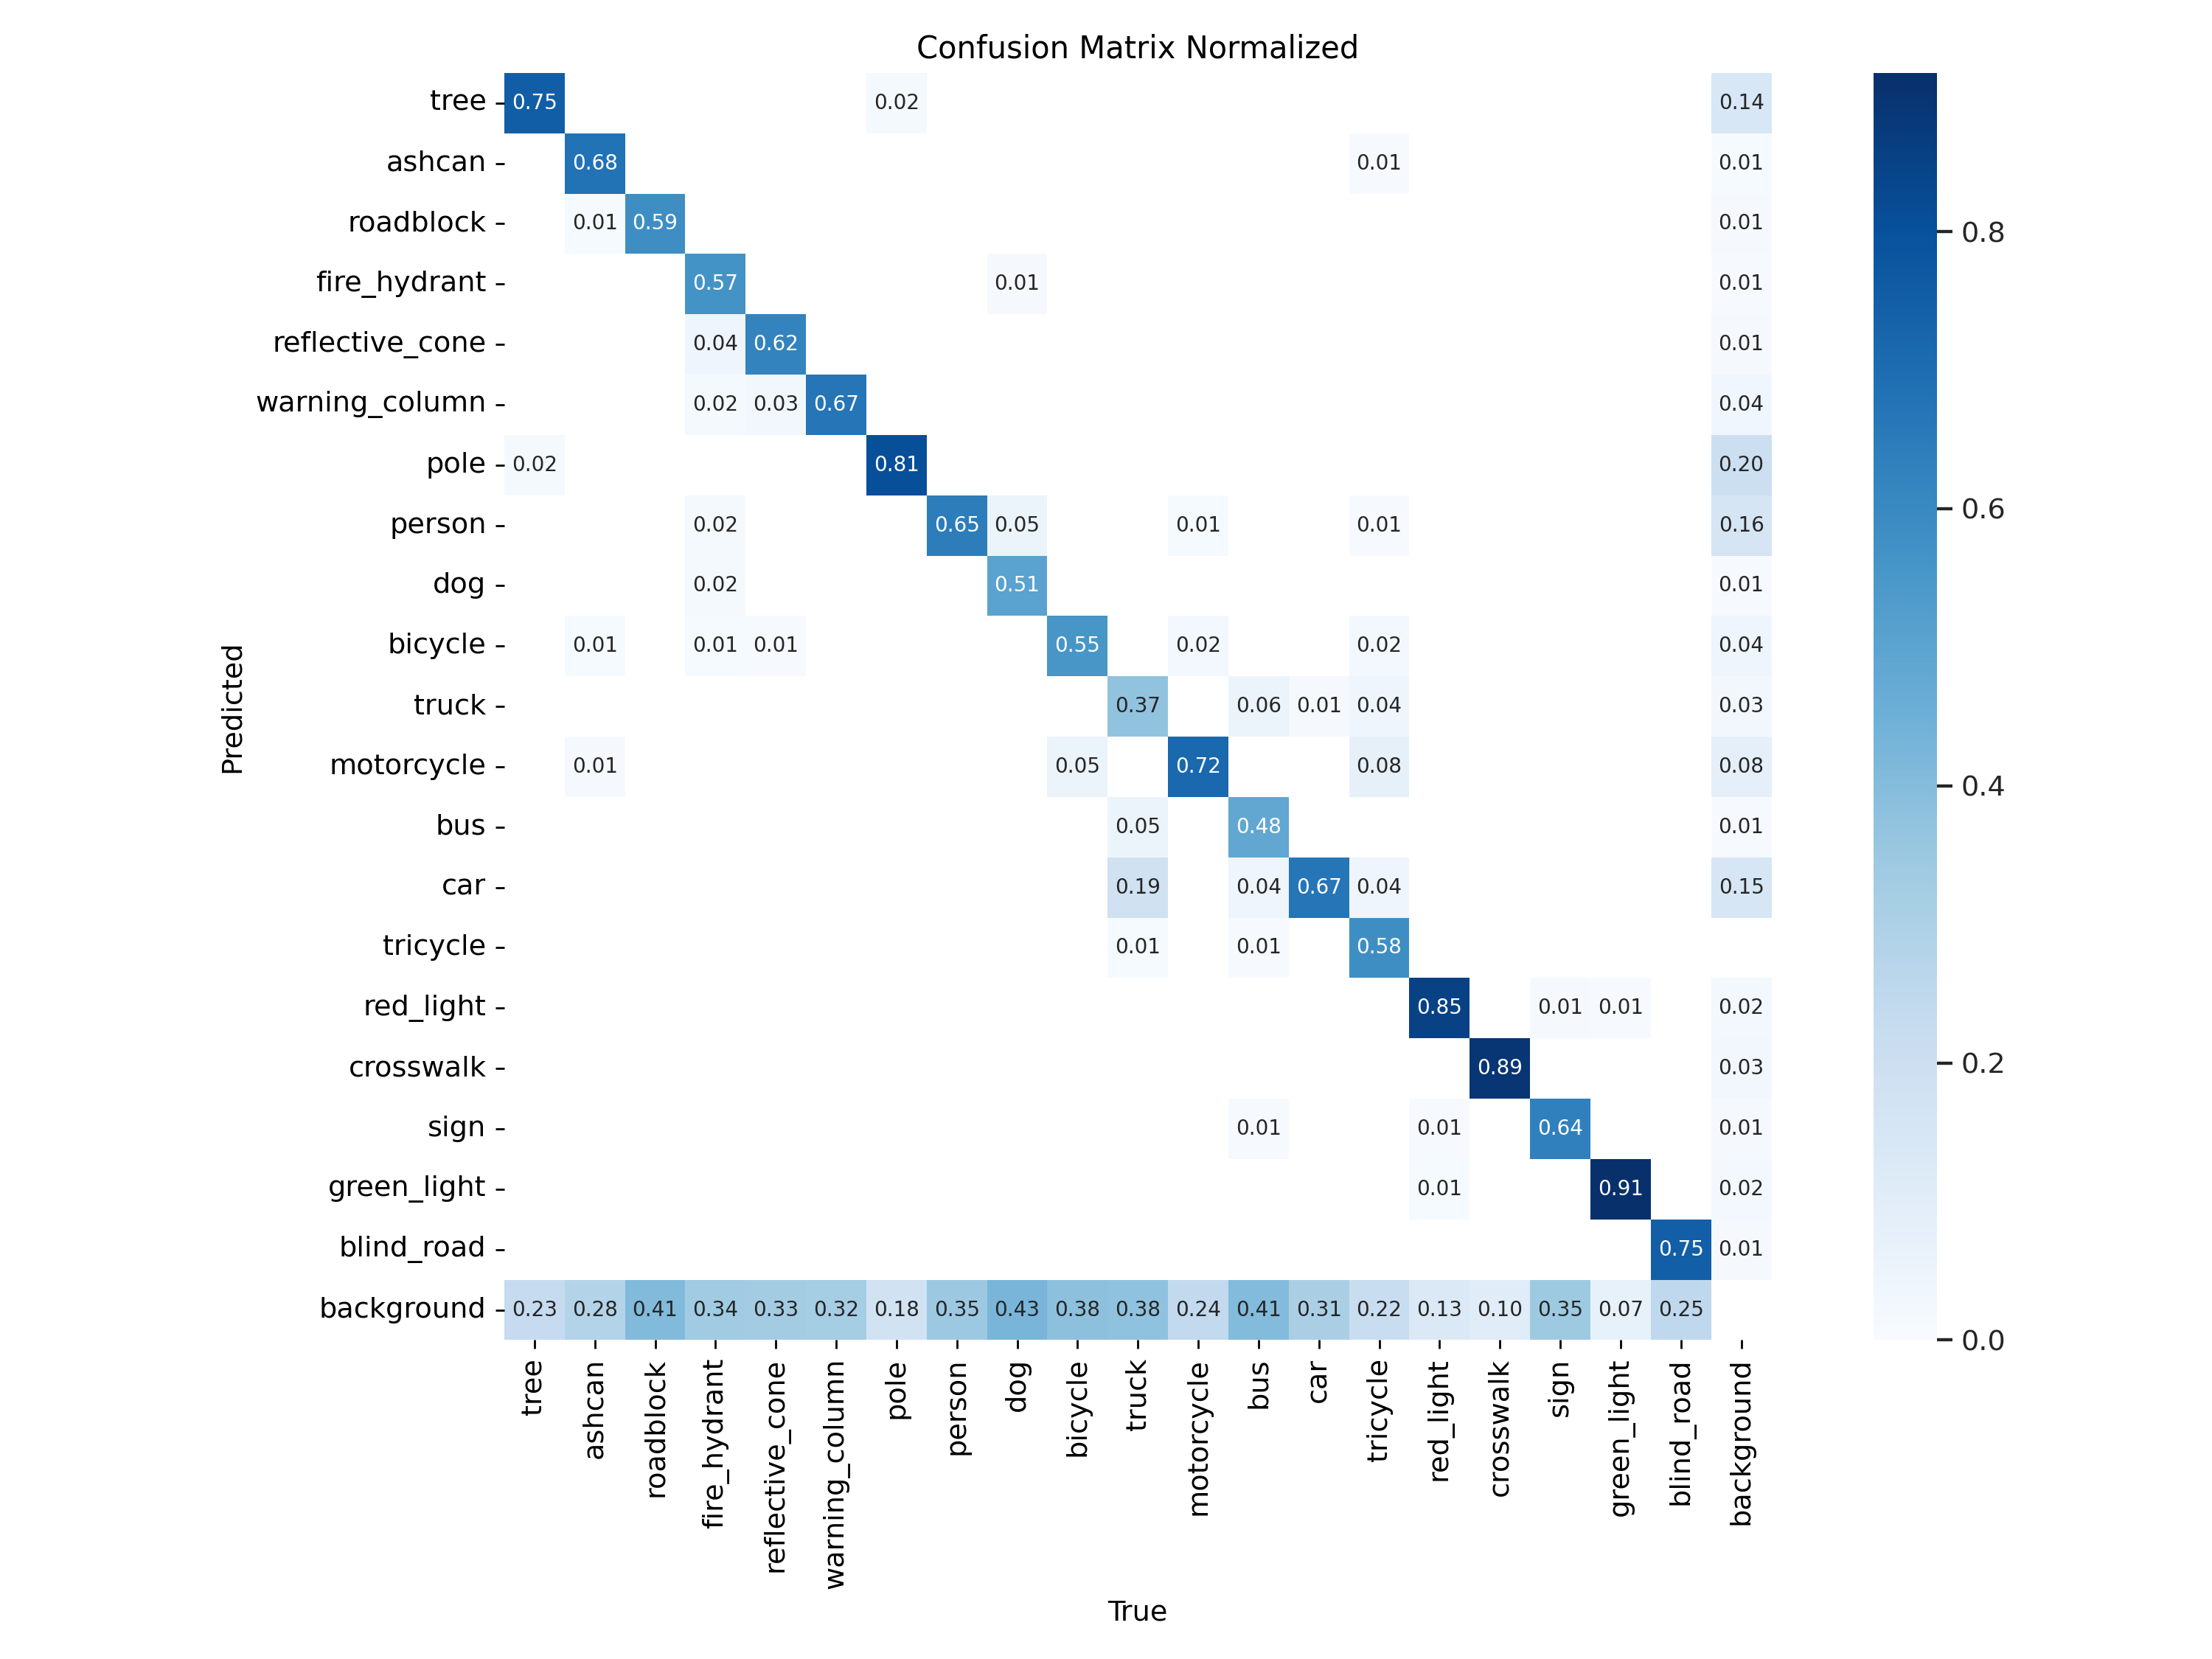 Confusion Matrix Normalized
tree 0.75 0.02 0.14
ashcan 0.68 0.01 0.01
roadblock 0.01 0.59 0.01
fire_hydrant 0.57 0.01 0.01
reflective_cone 0.04 0.62 0.01
warning_column 0.02 0.03 0.67 0.04
pole 0.02 0.81 0.20
person 0.02 0.65 0.05 0.01 0.01 0.16
dog 0.02 0.51 0.01
bicycle 0.01 0.01 0.01 0.55 0.02 0.02 0.04
truck 0.37 0.06 0.01 0.04 0.03
motorcycle 0.01 0.05 0.72 0.08 0.08
bus 0.05 0.48 0.01
car 0.19 0.04 0.67 0.04 0.15
tricycle 0.01 0.01 0.58
red_light 0.85 0.01 0.01 0.02
crosswalk 0.89 0.03
sign 0.01 0.01 0.64 0.01
green_light 0.01 0.91 0.02
blind_road 0.75 0.01
background 0.23 0.28 0.41 0.34 0.33 0.32 0.18 0.35 0.43 0.38 0.38 0.24 0.41 0.31 0.22 0.13 0.10 0.35 0.07 0.25
Predicted
tree
ashcan
roadblock
fire_hydrant
reflective_cone
warning_column
pole
person
dog
bicycle
truck
motorcycle
bus
car
tricycle
red_light
crosswalk
sign
green_light
blind_road
background
True
0.8
0.6
0.4
0.2
0.0